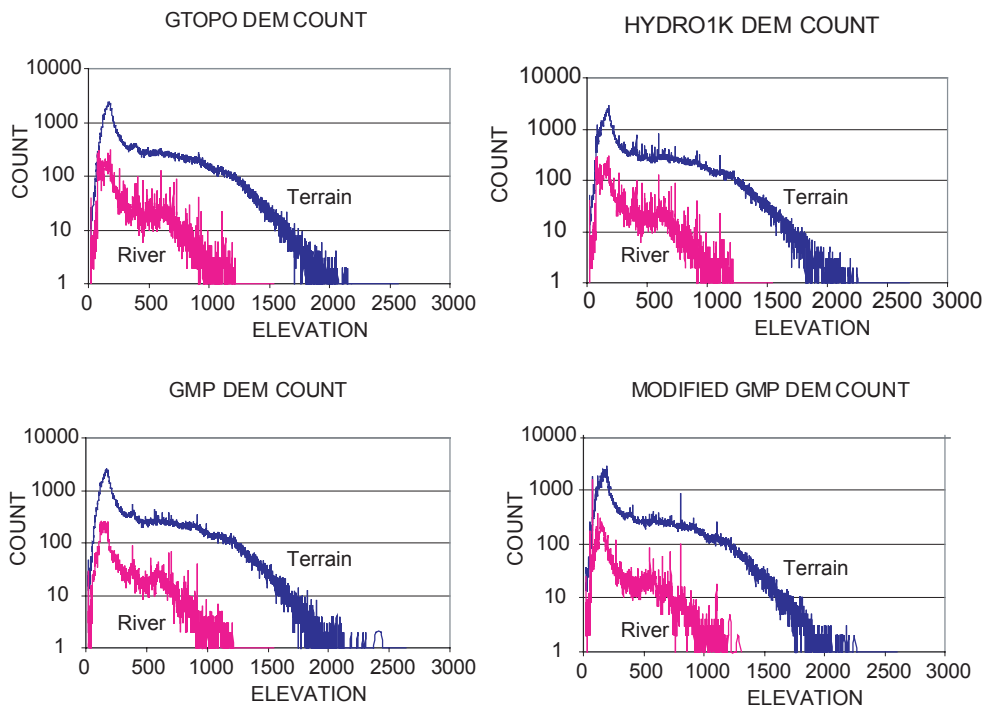 GTOPO DEM COUNT
10000
1000
100
10
1
COUNT
Terrain
River
0 500 1000 1500 2000 2500 3000
ELEVATION
HYDRO1K DEM COUNT
10000
1000
100
10
1
COUNT
Terrain
River
0 500 1000 1500 2000 2500 3000
ELEVATION
GMP DEM COUNT
10000
1000
100
10
1
COUNT
Terrain
River
0 500 1000 1500 2000 2500 3000
ELEVATION
MODIFIED GMP DEM COUNT
10000
1000
100
10
1
COUNT
Terrain
River
0 500 1000 1500 2000 2500 3000
ELEVATION